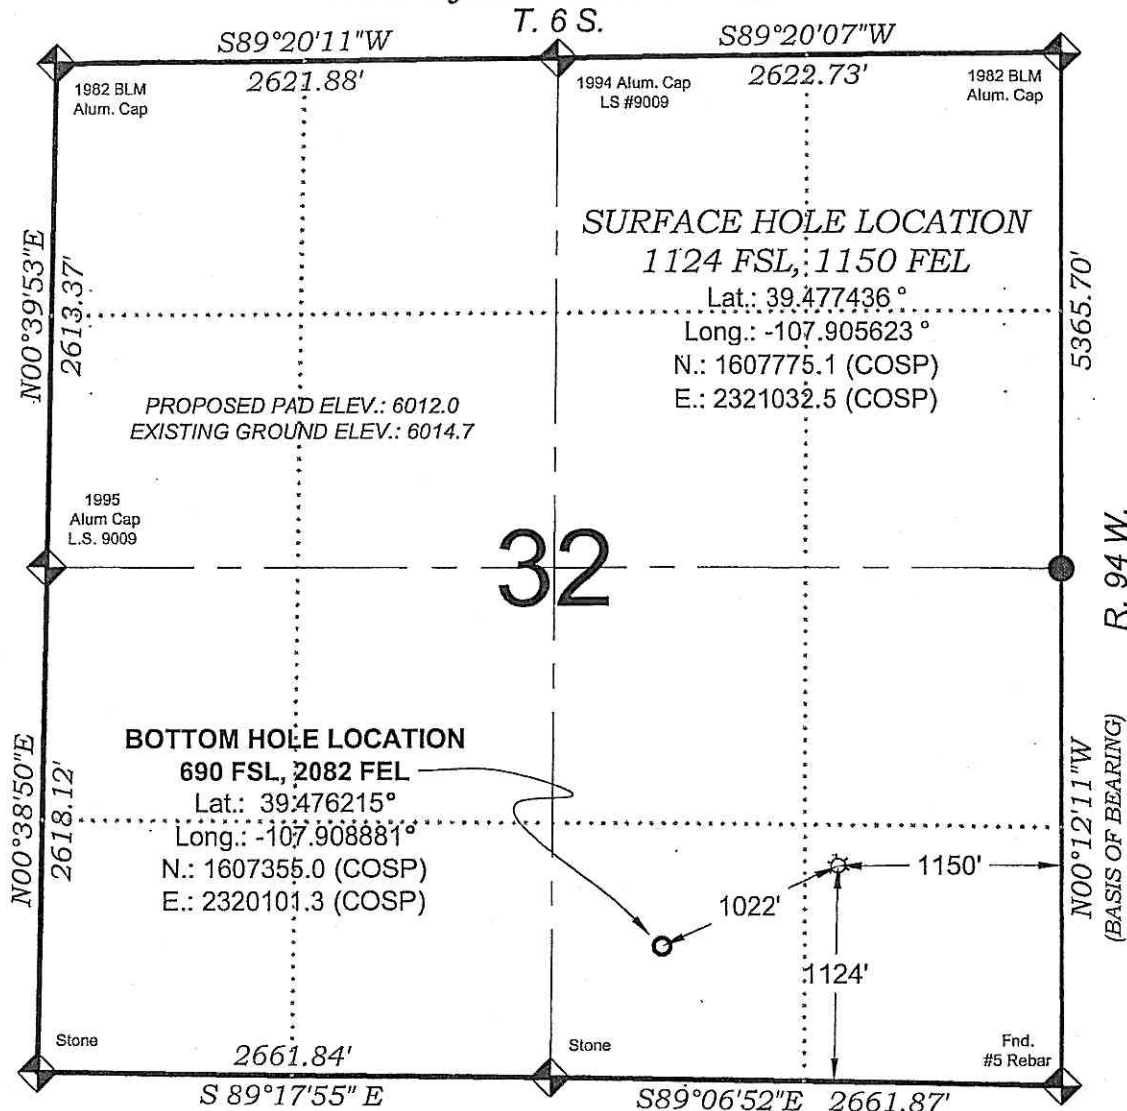 T. 6 S.
S89°20'11"W
S89°20'07"W
2621.88'
2622.73'
1982 BLM
Alum. Cap
1994 Alum. Cap
LS #9009
1982 BLM
Alum. Cap
SURFACE HOLE LOCATION
1124 FSL, 1150 FEL
Lat.: 39.477436 °
Long.: -107.905623 °
N.: 1607775.1 (COSP)
E.: 2321032.5 (COSP)
N00°39'53"E
2613.37'
5365.70'
PROPOSED PAD ELEV.: 6012.0
EXISTING GROUND ELEV.: 6014.7
1995
Alum Cap
L.S. 9009
32
R. 94 W.
BOTTOM HOLE LOCATION
690 FSL, 2082 FEL
Lat.: 39.476215°
Long.: -107.908881°
N.: 1607355.0 (COSP)
E.: 2320101.3 (COSP)
N00°38'50"E
2618.12'
N00°12'11"W
(BASIS OF BEARING)
1150'
1022'
1124'
Stone
Stone
Fnd.
#5 Rebar
2661.84'
S 89°17'55" E
S89°06'52"E 2661.87'